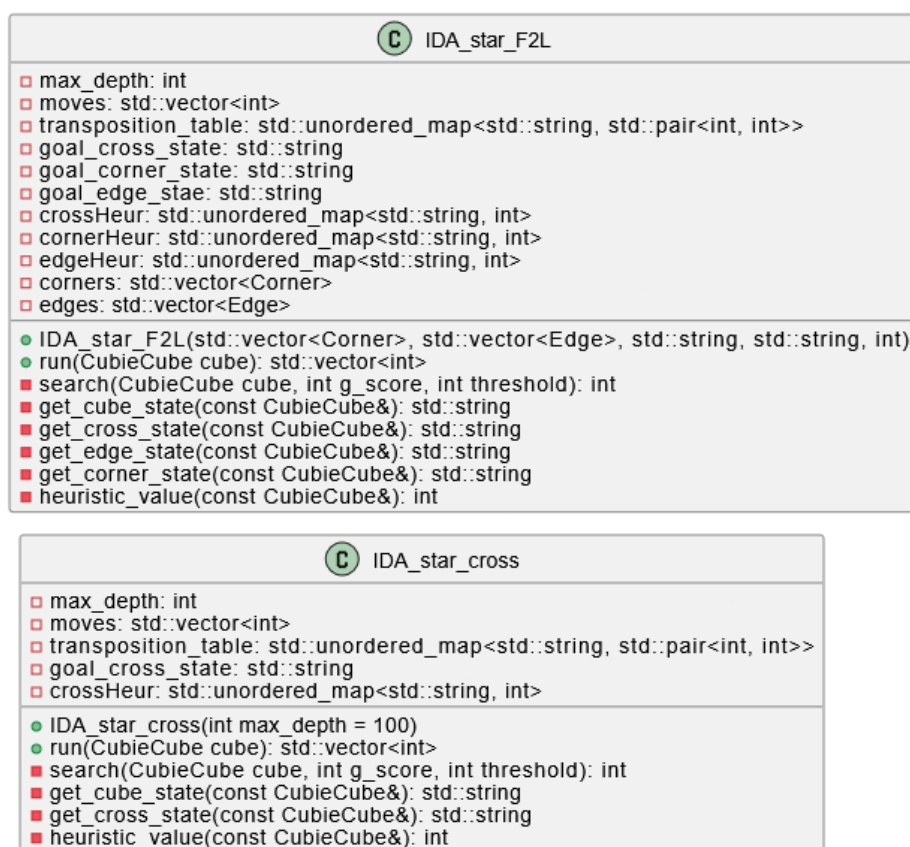 C IDA_star_F2L
max_depth: int
moves: std::vector<int>
transposition_table: std::unordered_map<std::string, std::pair<int, int>>
goal_cross_state: std::string
goal_corner_state: std::string
goal_edge_stae: std::string
crossHeur: std::unordered_map<std::string, int>
cornerHeur: std::unordered_map<std::string, int>
edgeHeur: std::unordered_map<std::string, int>
corners: std::vector<Corner>
edges: std::vector<Edge>
IDA_star_F2L(std::vector<Corner>, std::vector<Edge>, std::string, std::string, int)
run(CubieCube cube): std::vector<int>
search(CubieCube cube, int g_score, int threshold): int
get_cube_state(const CubieCube&): std::string
get_cross_state(const CubieCube&): std::string
get_edge_state(const CubieCube&): std::string
get_corner_state(const CubieCube&): std::string
heuristic_value(const CubieCube&): int
C IDA_star_cross
max_depth: int
moves: std::vector<int>
transposition_table: std::unordered_map<std::string, std::pair<int, int>>
goal_cross_state: std::string
crossHeur: std::unordered_map<std::string, int>
IDA_star_cross(int max_depth = 100)
run(CubieCube cube): std::vector<int>
search(CubieCube cube, int g_score, int threshold): int
get_cube_state(const CubieCube&): std::string
get_cross_state(const CubieCube&): std::string
heuristic_value(const CubieCube&): int